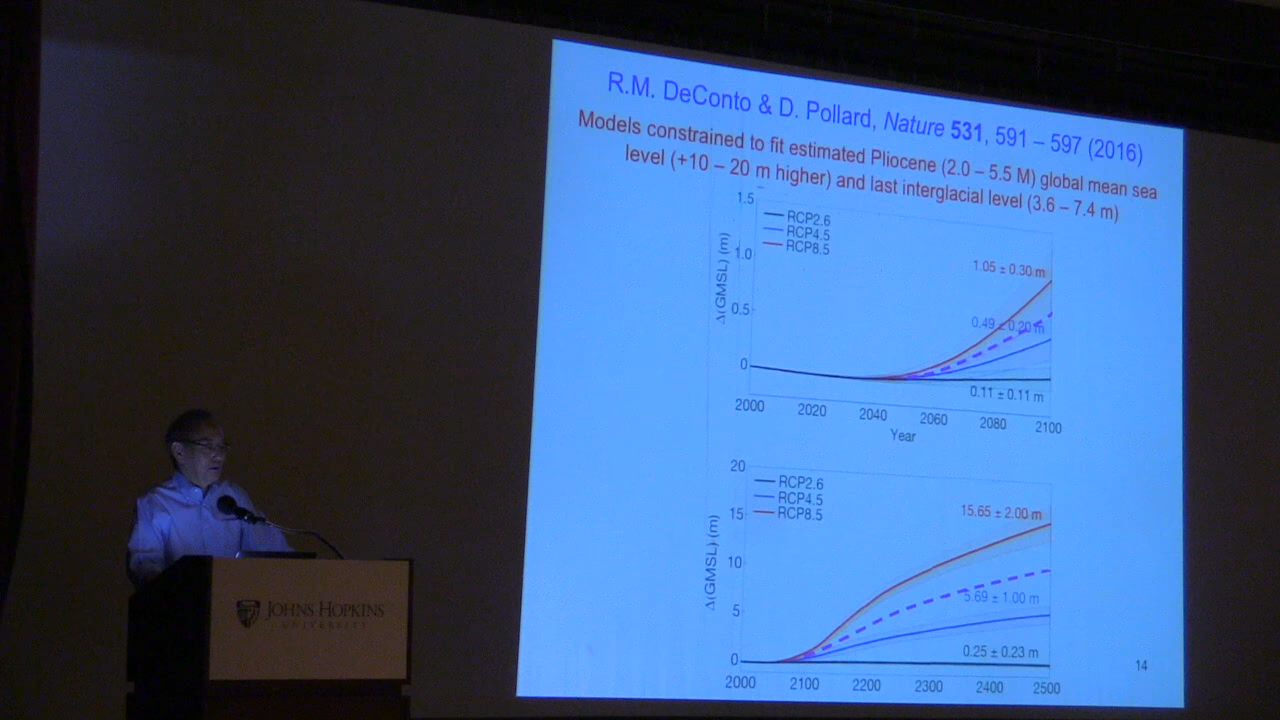 R.M. DeConto & D. Pollard, Nature 531, 591 – 597 (2016)
Models constrained to fit estimated Pliocene (2.0 – 5.5 M) global mean sea
level (+10 – 20 m higher) and last interglacial level (3.6 – 7.4 m)
1.5
RCP2.6
RCP4.5
RCP8.5
1.0
0.5
0
Δ(GMSL) (m)
1.05 ± 0.30 m
0.49 ± 0.20 m
0.11 ± 0.11 m
2000 2020 2040 2060 2080 2100
Year
20
RCP2.6
RCP4.5
RCP8.5
15
10
5
0
Δ(GMSL) (m)
15.65 ± 2.00 m
5.69 ± 1.00 m
0.25 ± 0.23 m
14
2000 2100 2200 2300 2400 2500
JOHNS HOPKINS
UNIVERSITY